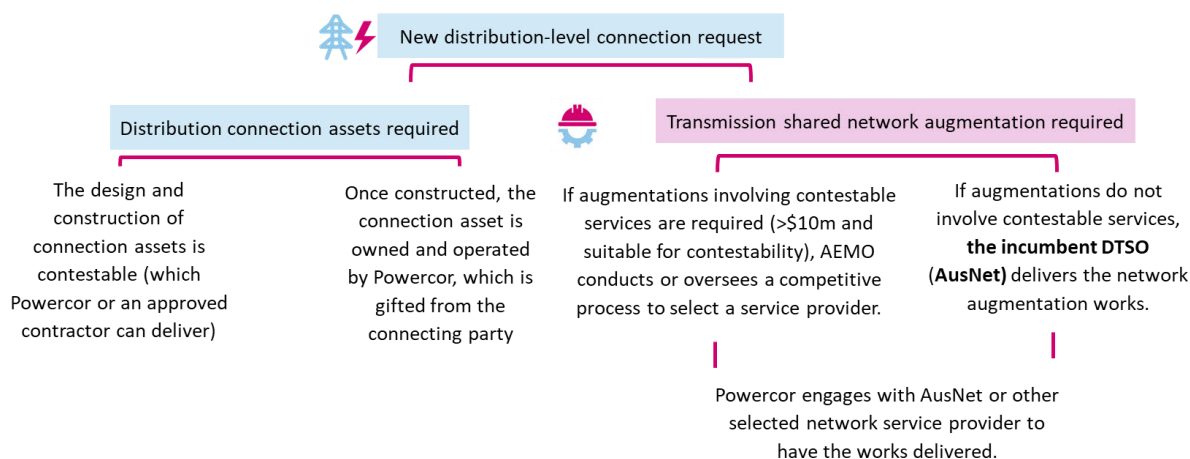 New distribution-level connection request
Distribution connection assets required
Transmission shared network augmentation required
The design and
construction of
connection assets is
contestable (which
Powercor or an approved
contractor can deliver)
Once constructed, the
connection asset is
owned and operated
by Powercor, which is
gifted from the
connecting party
If augmentations involving contestable
services are required (>$10m and
suitable for contestability), AEMO
conducts or oversees a competitive
process to select a service provider.
If augmentations do not
involve contestable services,
the incumbent DTSO
(AusNet) delivers the network
augmentation works.
Powercor engages with AusNet or other
selected network service provider to
have the works delivered.